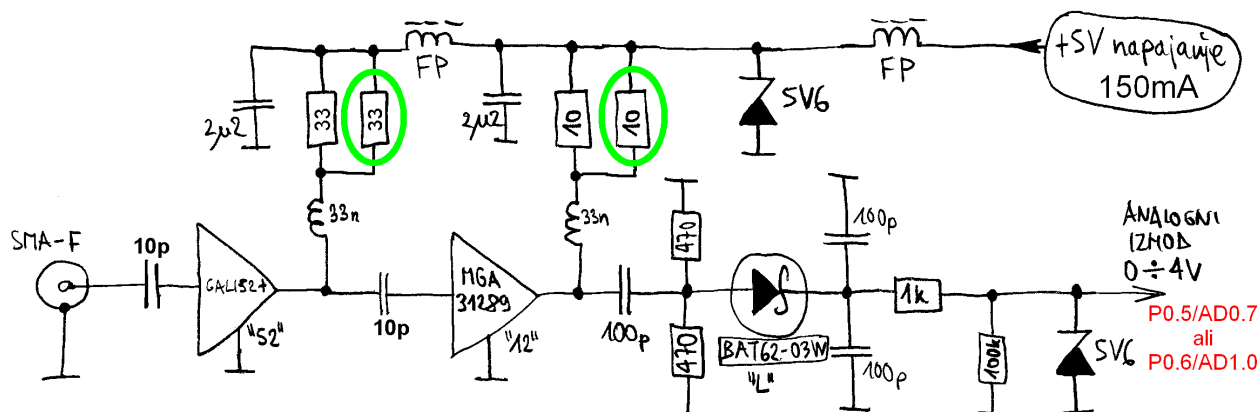 FP
FP
+5V napajanje
150mA
2µ2
33
33
2µ2
10
10
5V6
33n
33n
SMA-F
10p
GALI52+
"52"
10p
MGA
31289
"12"
100p
470
470
BAT62-03W
"L"
100p
100p
1k
100k
5V6
ANALOGNI
IZHOD
0÷4V
P0.5/AD0.7
ali
P0.6/AD1.0